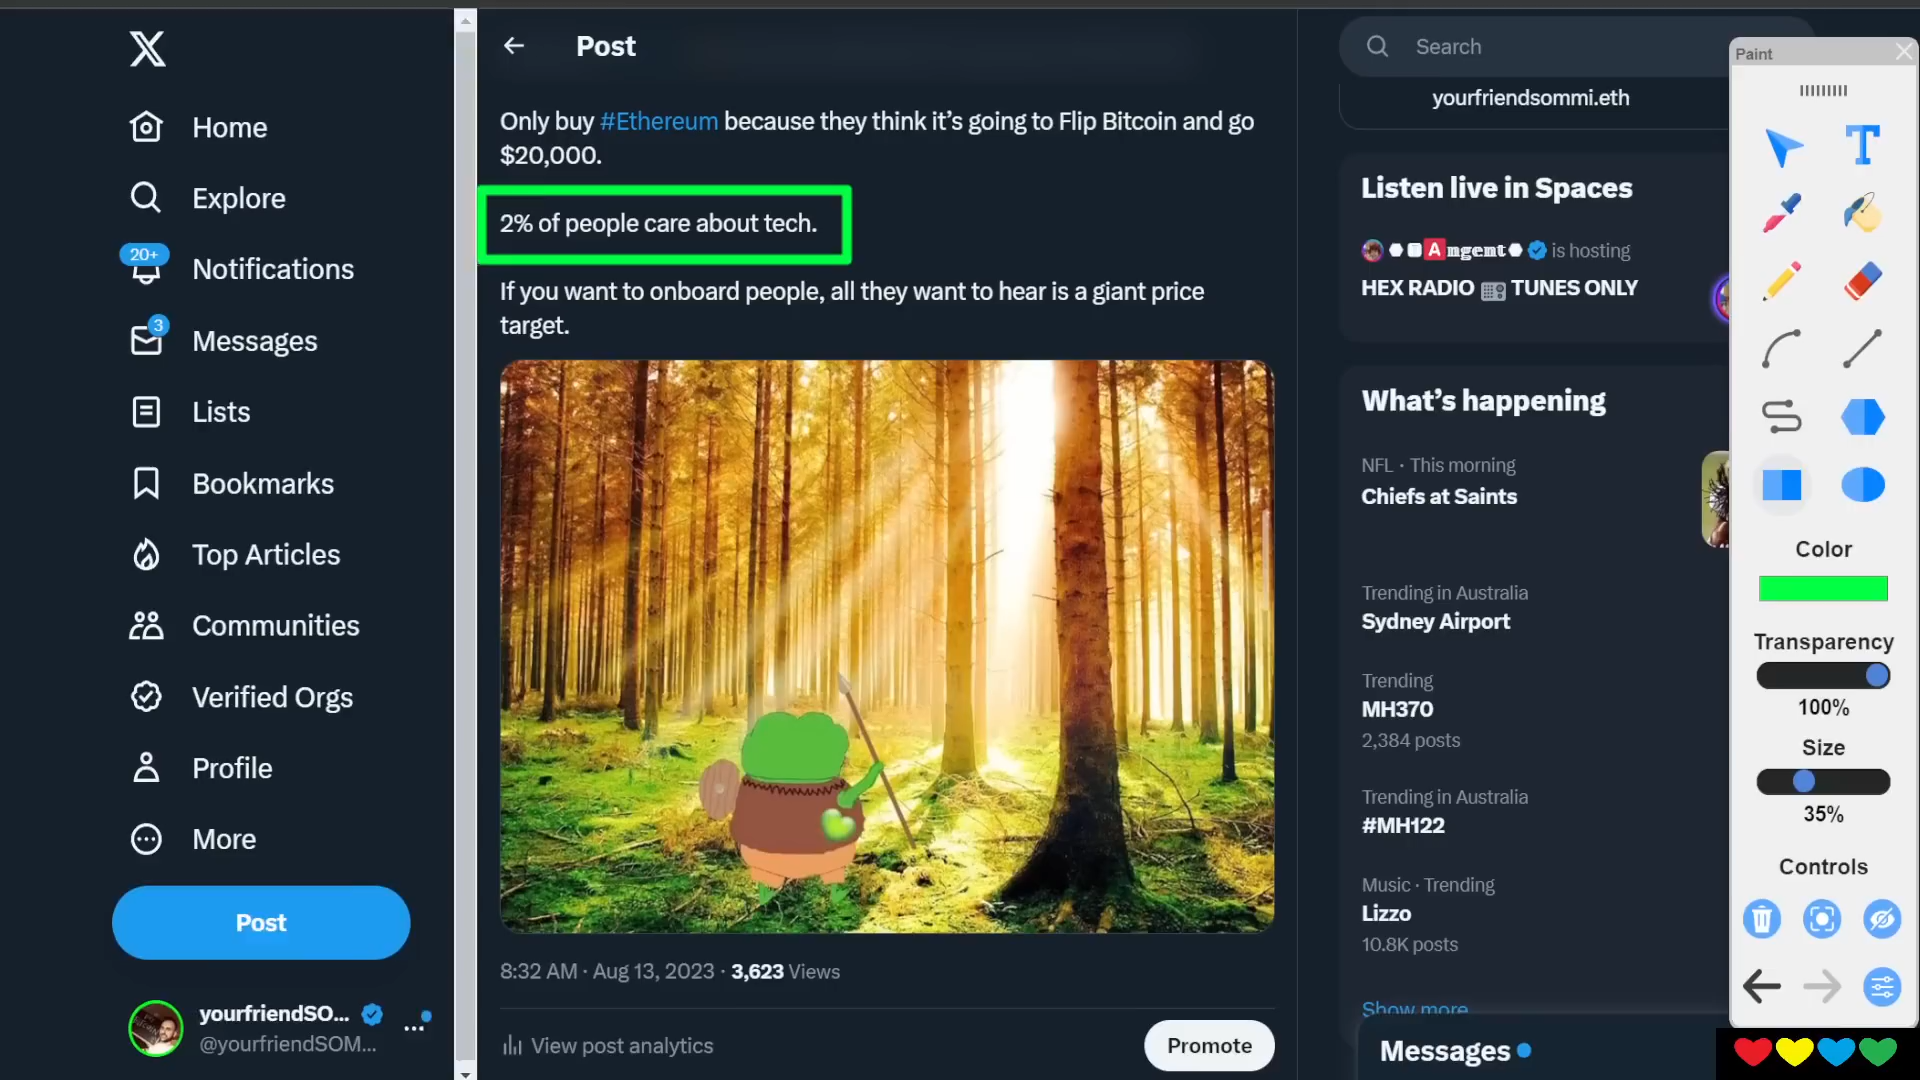 Post
Search
Paint
yourfriendsommi.eth
Home
Explore
20+
Notifications
3
Messages
Lists
Bookmarks
Top Articles
Communities
Verified Orgs
Profile
More
Post
yourfriendSO...
@yourfriendSOM...
Only buy #Ethereum because they think it’s going to Flip Bitcoin and go
$20,000.
2% of people care about tech.
If you want to onboard people, all they want to hear is a giant price
target.
8:32 AM · Aug 13, 2023 · 3,623 Views
View post analytics
Promote
Listen live in Spaces
Angent is hosting
HEX RADIO 📻 TUNES ONLY
What’s happening
NFL · This morning
Chiefs at Saints
Trending in Australia
Sydney Airport
Trending
MH370
2,384 posts
Trending in Australia
#MH122
Music · Trending
Lizzo
10.8K posts
Show more
Messages
T
Color
Transparency
100%
Size
35%
Controls